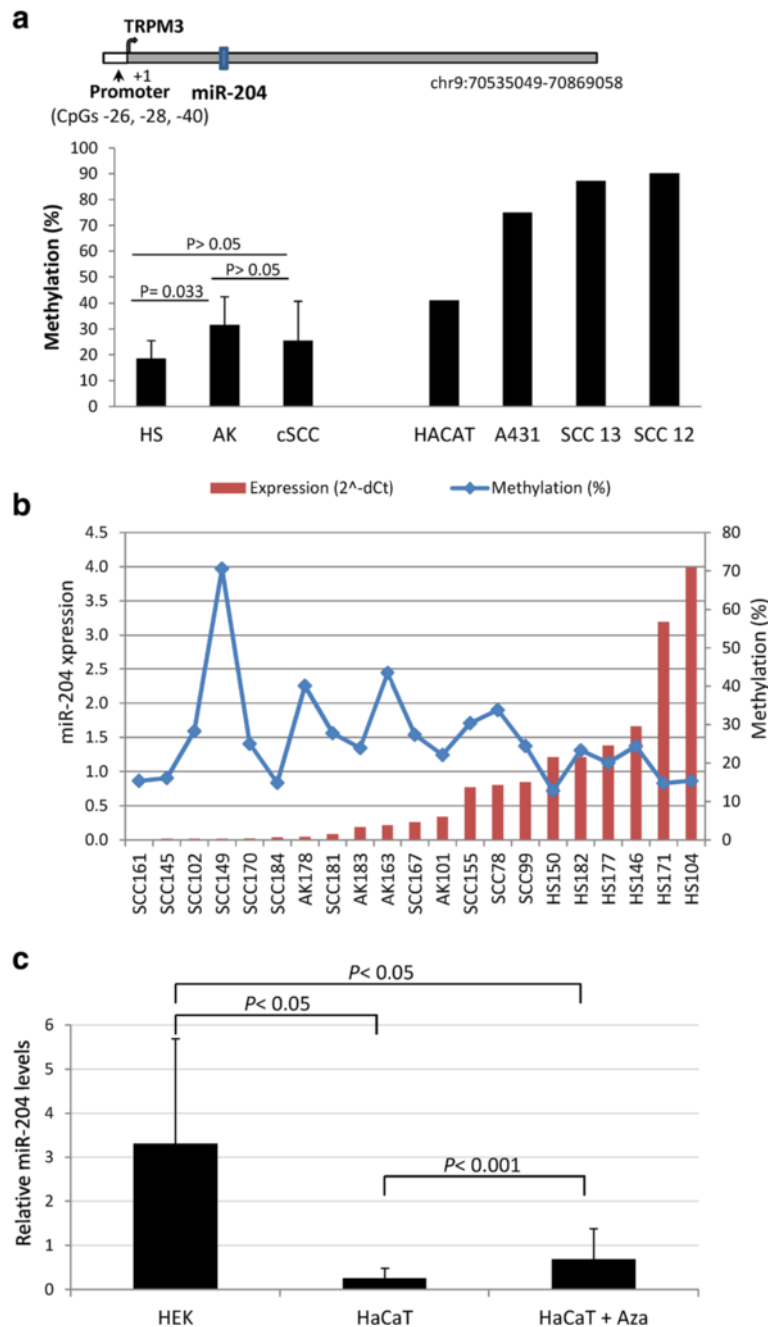 a
TRPM3
+1
Promoter
miR-204
chr9:70535049-70869058
(CpGs -26, -28, -40)
Methylation (%)
100
90
80
70
60
50
40
30
20
10
0
P> 0.05
P> 0.05
P= 0.033
HS AK cSCC HACAT A431 SCC 13 SCC 12
b
Expression (2^-dCt) Methylation (%)
miR-204 xpression
4.5
4.0
3.5
3.0
2.5
2.0
1.5
1.0
0.5
0.0
80
70
60
50
40
30
20
10
0
Methylation (%)
SCC161
SCC145
SCC102
SCC149
SCC170
SCC184
AK178
SCC181
AK183
AK163
SCC167
AK101
SCC155
SCC78
SCC99
HS150
HS182
HS177
HS146
HS171
HS104
c
P< 0.05
P< 0.05
P< 0.001
Relative miR-204 levels
6
5
4
3
2
1
0
HEK HaCaT HaCaT + Aza